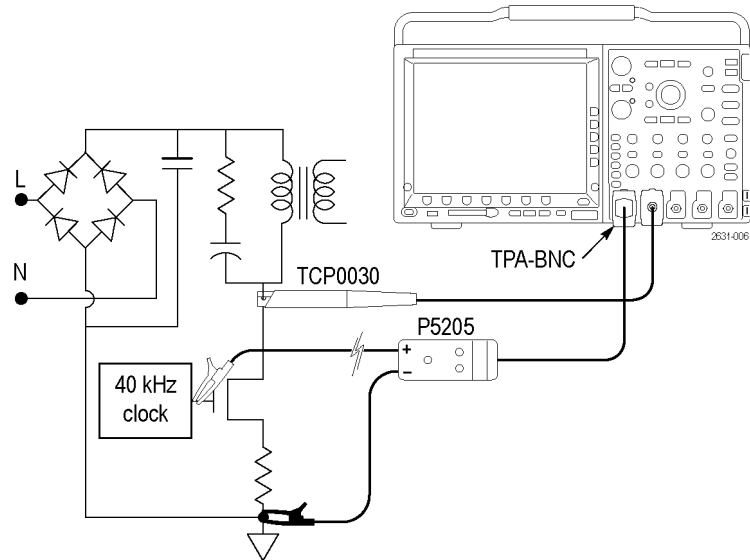 L
N
TCP0030
TPA-BNC
2631-006
P5205
+
–
40 kHz
clock